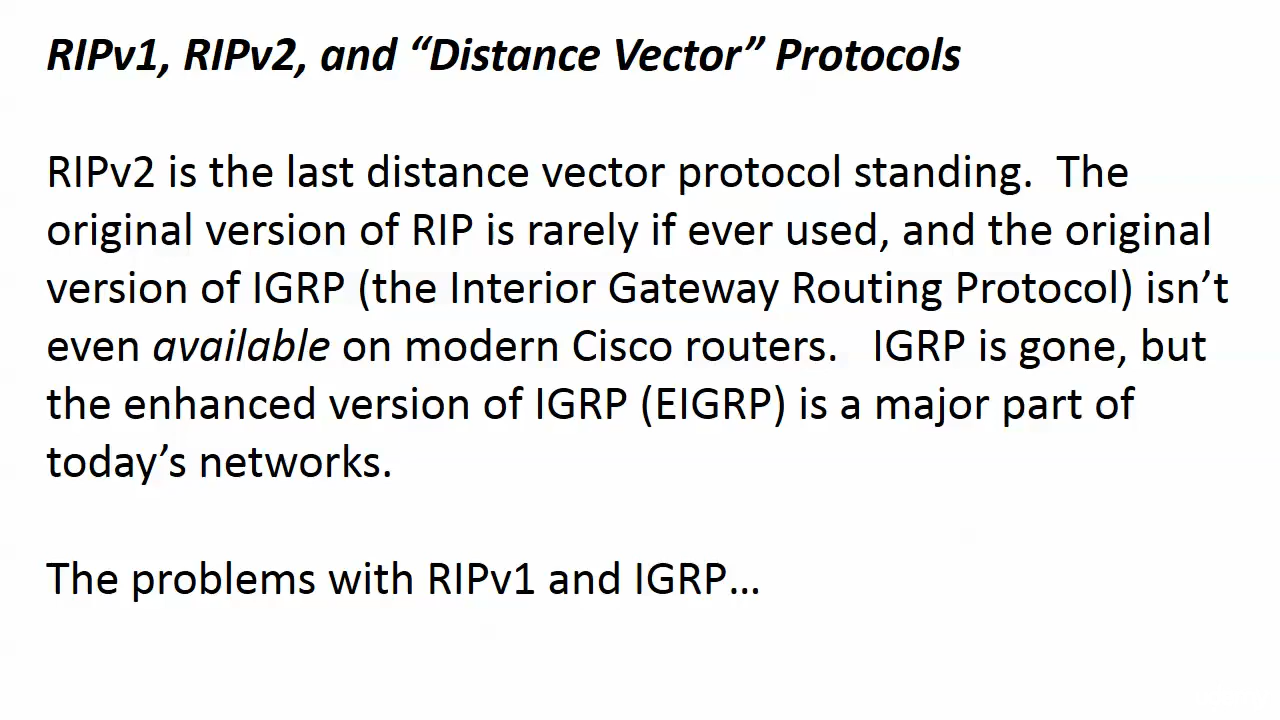 RIPv1, RIPv2, and “Distance Vector” Protocols
RIPv2 is the last distance vector protocol standing.  The
original version of RIP is rarely if ever used, and the original
version of IGRP (the Interior Gateway Routing Protocol) isn’t
even available on modern Cisco routers.   IGRP is gone, but
the enhanced version of IGRP (EIGRP) is a major part of
today’s networks.
The problems with RIPv1 and IGRP…